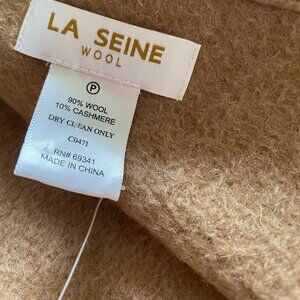 LA SEINE
WOOL
P
90% WOOL
10% CASHMERE
DRY CLEAN ONLY
C0471
RN# 69341
MADE IN CHINA